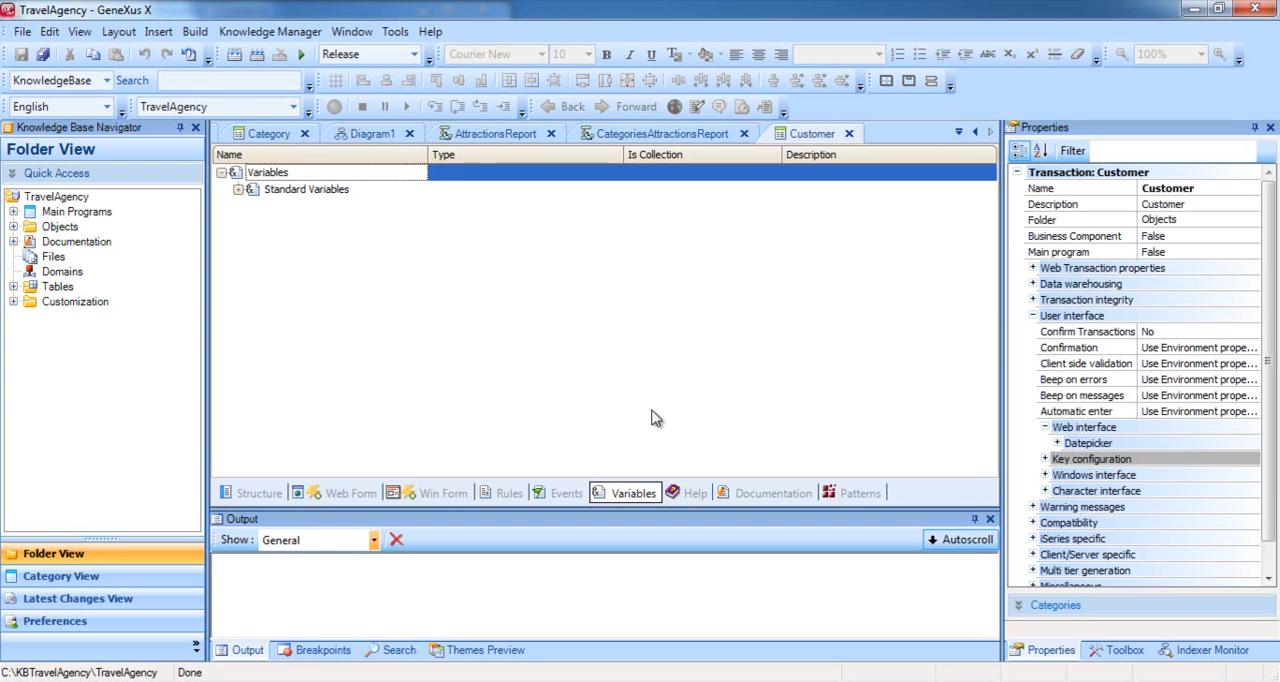 TravelAgency - GeneXus X
File Edit View Layout Insert Build Knowledge Manager Window Tools Help
Release Courier New 10 B I U ABC 100%
KnowledgeBase Search
English TravelAgency Back Forward
Knowledge Base Navigator
Folder View
Quick Access
TravelAgency
Main Programs
Objects
Documentation
Files
Domains
Tables
Customization
Folder View
Category View
Latest Changes View
Preferences
Category Diagram1 AttractionsReport CategoriesAttractionsReport Customer
Name Type Is Collection Description
Variables
Standard Variables
Structure Web Form Win Form Rules Events Variables Help Documentation Patterns
Output
Show: General Autoscroll
Output Breakpoints Search Themes Preview
Properties
Filter
Transaction: Customer
Name Customer
Description Customer
Folder Objects
Business Component False
Main program False
Web Transaction properties
Data warehousing
Transaction integrity
User interface
Confirm Transactions No
Confirmation Use Environment prope...
Client side validation Use Environment prope...
Beep on errors Use Environment prope...
Beep on messages Use Environment prope...
Automatic enter Use Environment prope...
Web interface
Datepicker
Key configuration
Windows interface
Character interface
Warning messages
Compatibility
iSeries specific
Client/Server specific
Multi tier generation
Miscellaneous
Categories
Properties Toolbox Indexer Monitor
C:\KBTravelAgency\TravelAgency Done